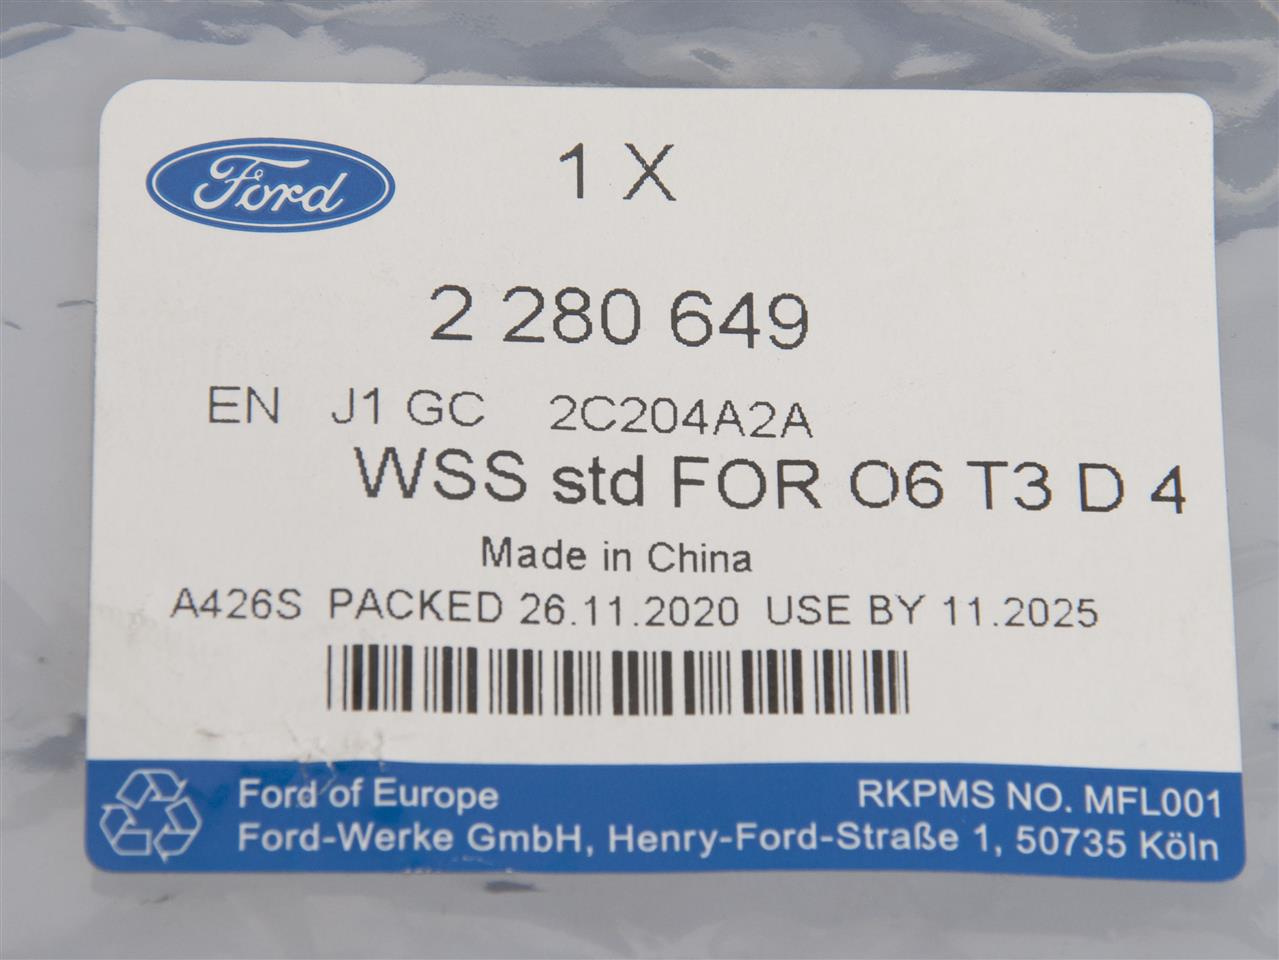 Ford
1 X
2 280 649
EN J1 GC 2C204A2A
WSS std FOR O6 T3 D 4
Made in China
A426S PACKED 26.11.2020 USE BY 11.2025
Ford of Europe RKPMS NO. MFL001
Ford-Werke GmbH, Henry-Ford-Straße 1, 50735 Köln